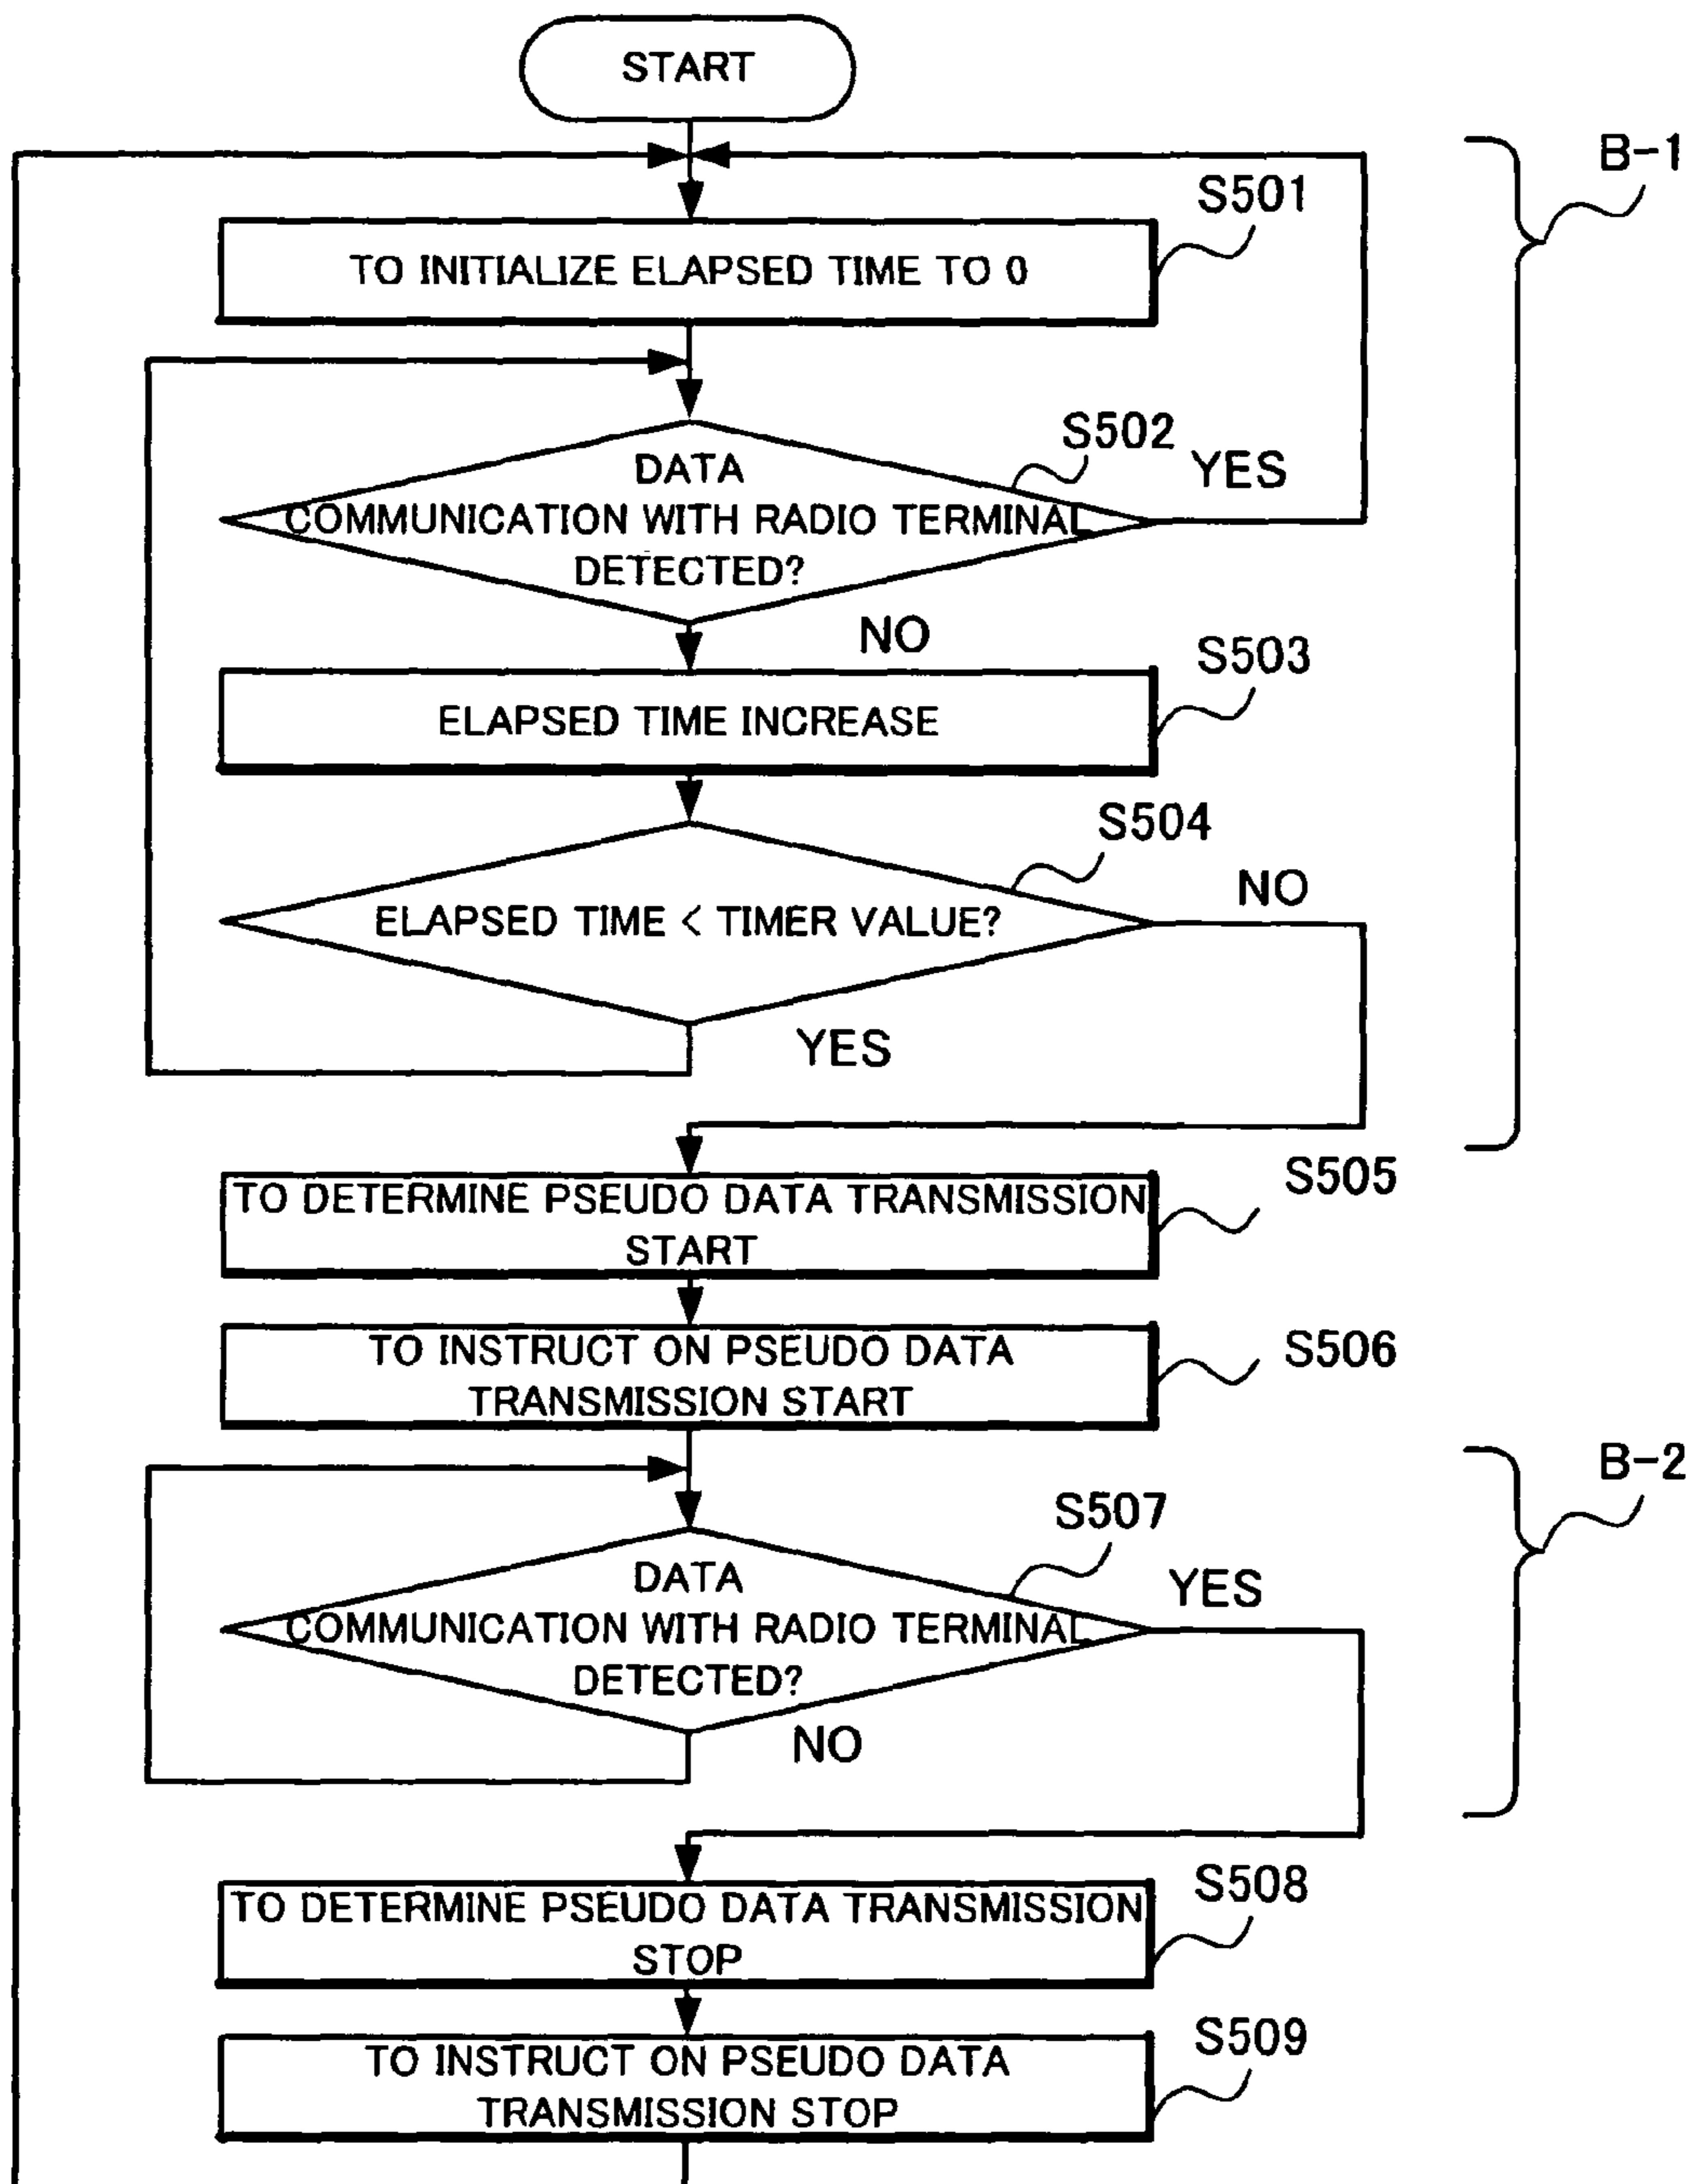 START
B-1
S501
TO INITIALIZE ELAPSED TIME TO 0
S502
YES
DATA
COMMUNICATION WITH RADIO TERMINAL
DETECTED?
NO
S503
ELAPSED TIME INCREASE
S504
NO
ELAPSED TIME < TIMER VALUE?
YES
S505
TO DETERMINE PSEUDO DATA TRANSMISSION
START
S506
TO INSTRUCT ON PSEUDO DATA
TRANSMISSION START
B-2
S507
YES
DATA
COMMUNICATION WITH RADIO TERMINAL
DETECTED?
NO
S508
TO DETERMINE PSEUDO DATA TRANSMISSION
STOP
S509
TO INSTRUCT ON PSEUDO DATA
TRANSMISSION STOP